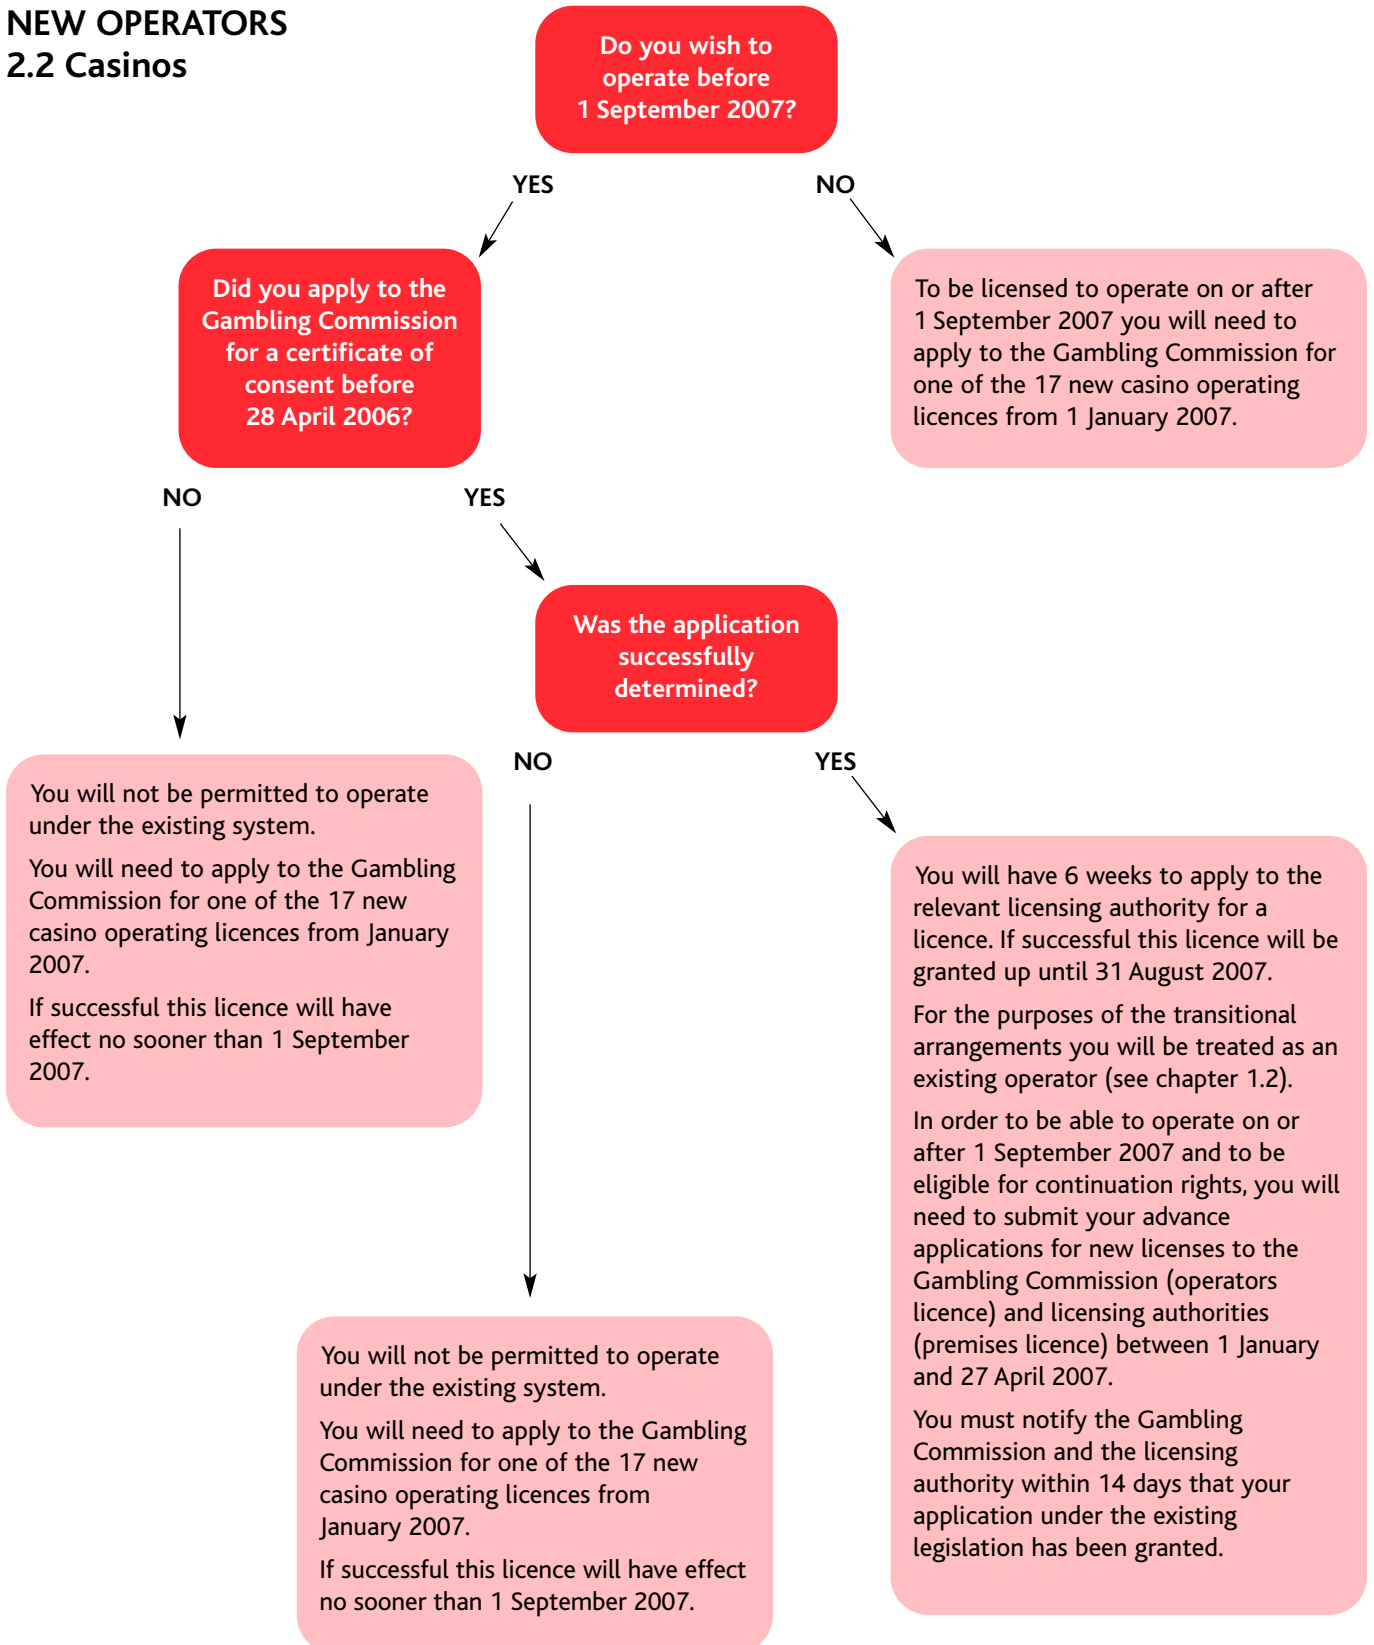 NEW OPERATORS
2.2 Casinos
Do you wish to
operate before
1 September 2007?
YES
NO
Did you apply to the
Gambling Commission
for a certificate of
consent before
28 April 2006?
To be licensed to operate on or after
1 September 2007 you will need to
apply to the Gambling Commission for
one of the 17 new casino operating
licences from 1 January 2007.
NO
YES
Was the application
successfully
determined?
NO
YES
You will not be permitted to operate
under the existing system.
You will need to apply to the Gambling
Commission for one of the 17 new
casino operating licences from January
2007.
If successful this licence will have
effect no sooner than 1 September
2007.
You will have 6 weeks to apply to the
relevant licensing authority for a
licence. If successful this licence will be
granted up until 31 August 2007.
For the purposes of the transitional
arrangements you will be treated as an
existing operator (see chapter 1.2).
In order to be able to operate on or
after 1 September 2007 and to be
eligible for continuation rights, you will
need to submit your advance
applications for new licenses to the
Gambling Commission (operators
licence) and licensing authorities
(premises licence) between 1 January
and 27 April 2007.
You must notify the Gambling
Commission and the licensing
authority within 14 days that your
application under the existing
legislation has been granted.
You will not be permitted to operate
under the existing system.
You will need to apply to the Gambling
Commission for one of the 17 new
casino operating licences from
January 2007.
If successful this licence will have effect
no sooner than 1 September 2007.